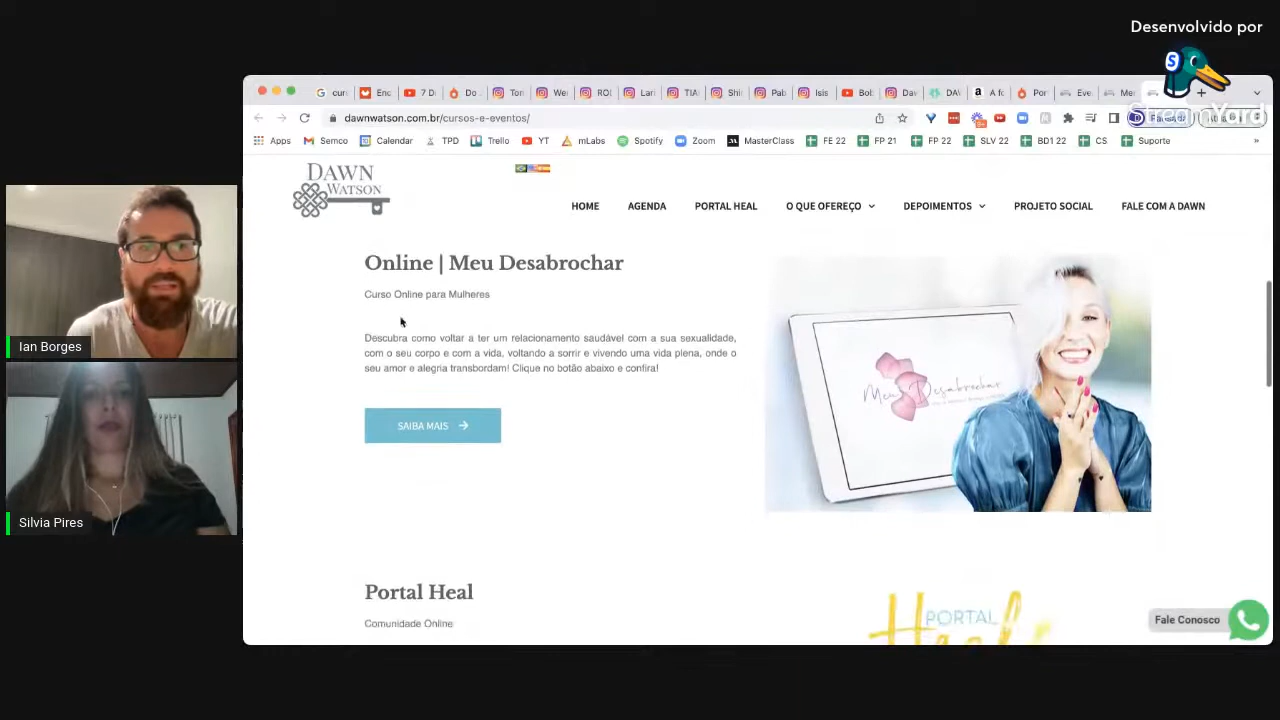 Desenvolvido por
S
StreamYard
dawnwatson.com.br/cursos-e-eventos/
Apps
Semco
Calendar
TPD
Trello
YT
mLabs
Spotify
Zoom
MasterClass
FE 22
FP 21
FP 22
SLV 22
BD1 22
CS
Suporte
»
DAWN
WATSON
HOME
AGENDA
PORTAL HEAL
O QUE OFEREÇO
DEPOIMENTOS
PROJETO SOCIAL
FALE COM A DAWN
Online | Meu Desabrochar
Curso Online para Mulheres
Descubra como voltar a ter um relacionamento saudável com a sua sexualidade,
com o seu corpo e com a vida, voltando a sorrir e vivendo uma vida plena, onde o
seu amor e alegria transbordam! Clique no botão abaixo e confira!
SAIBA MAIS
Meu Desabrochar
Portal Heal
Comunidade Online
PORTAL
Heal
Fale Conosco
Ian Borges
Silvia Pires